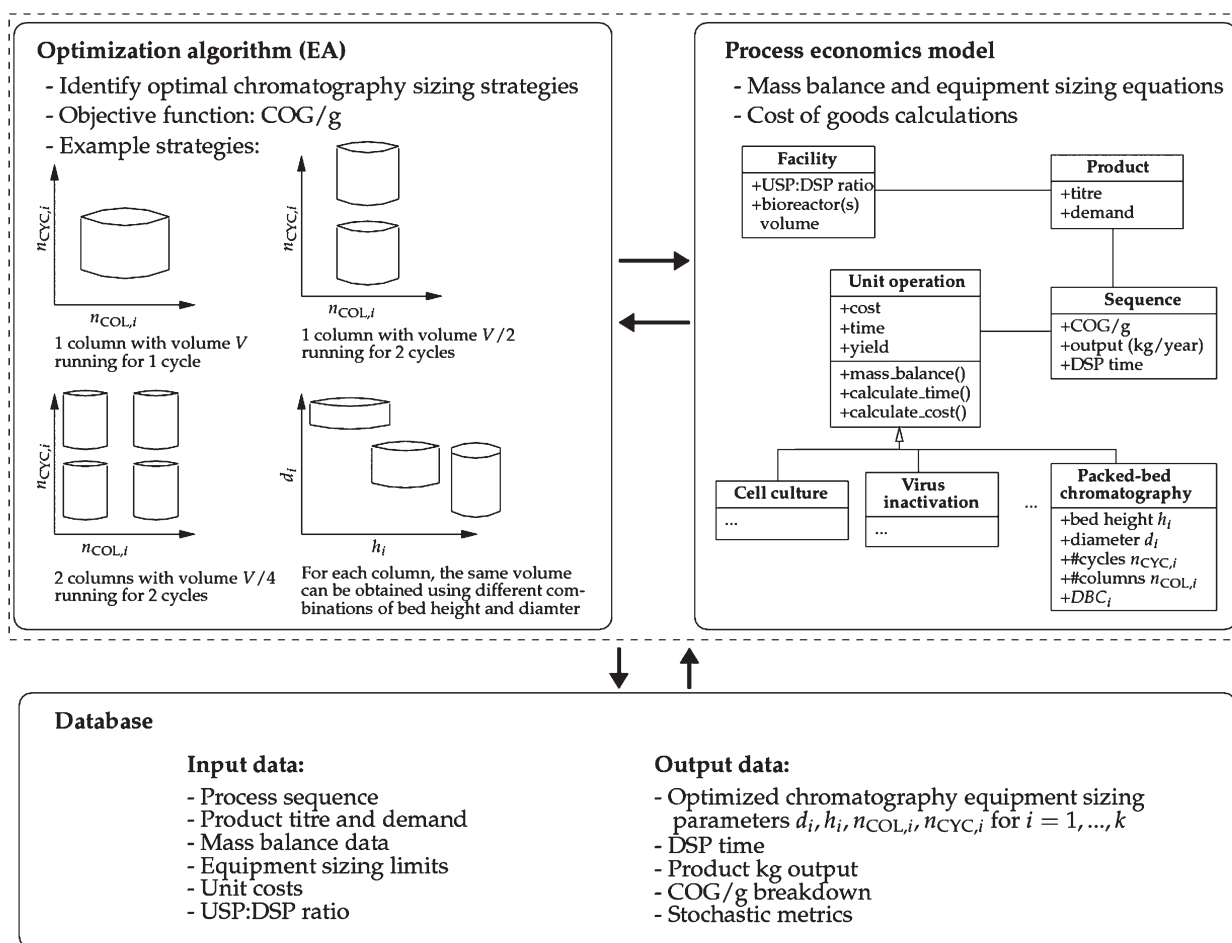 Optimization algorithm (EA)
- Identify optimal chromatography sizing strategies
- Objective function: COG/g
- Example strategies:
n_CYC,i
n_COL,i
1 column with volume V
running for 1 cycle
n_CYC,i
n_COL,i
1 column with volume V/2
running for 2 cycles
n_CYC,i
n_COL,i
2 columns with volume V/4
running for 2 cycles
d_i
h_i
For each column, the same volume
can be obtained using different com-
binations of bed height and diamter
Process economics model
- Mass balance and equipment sizing equations
- Cost of goods calculations
Facility
+USP:DSP ratio
+bioreactor(s)
volume
Product
+titre
+demand
Unit operation
+cost
+time
+yield
+mass_balance()
+calculate_time()
+calculate_cost()
Sequence
+COG/g
+output (kg/year)
+DSP time
Cell culture
...
Virus
inactivation
...
...
Packed-bed
chromatography
+bed height h_i
+diameter d_i
+#cycles n_CYC,i
+#columns n_COL,i
+DBC_i
Database
Input data:
- Process sequence
- Product titre and demand
- Mass balance data
- Equipment sizing limits
- Unit costs
- USP:DSP ratio
Output data:
- Optimized chromatography equipment sizing
parameters d_i, h_i, n_COL,i, n_CYC,i for i = 1, ..., k
- DSP time
- Product kg output
- COG/g breakdown
- Stochastic metrics